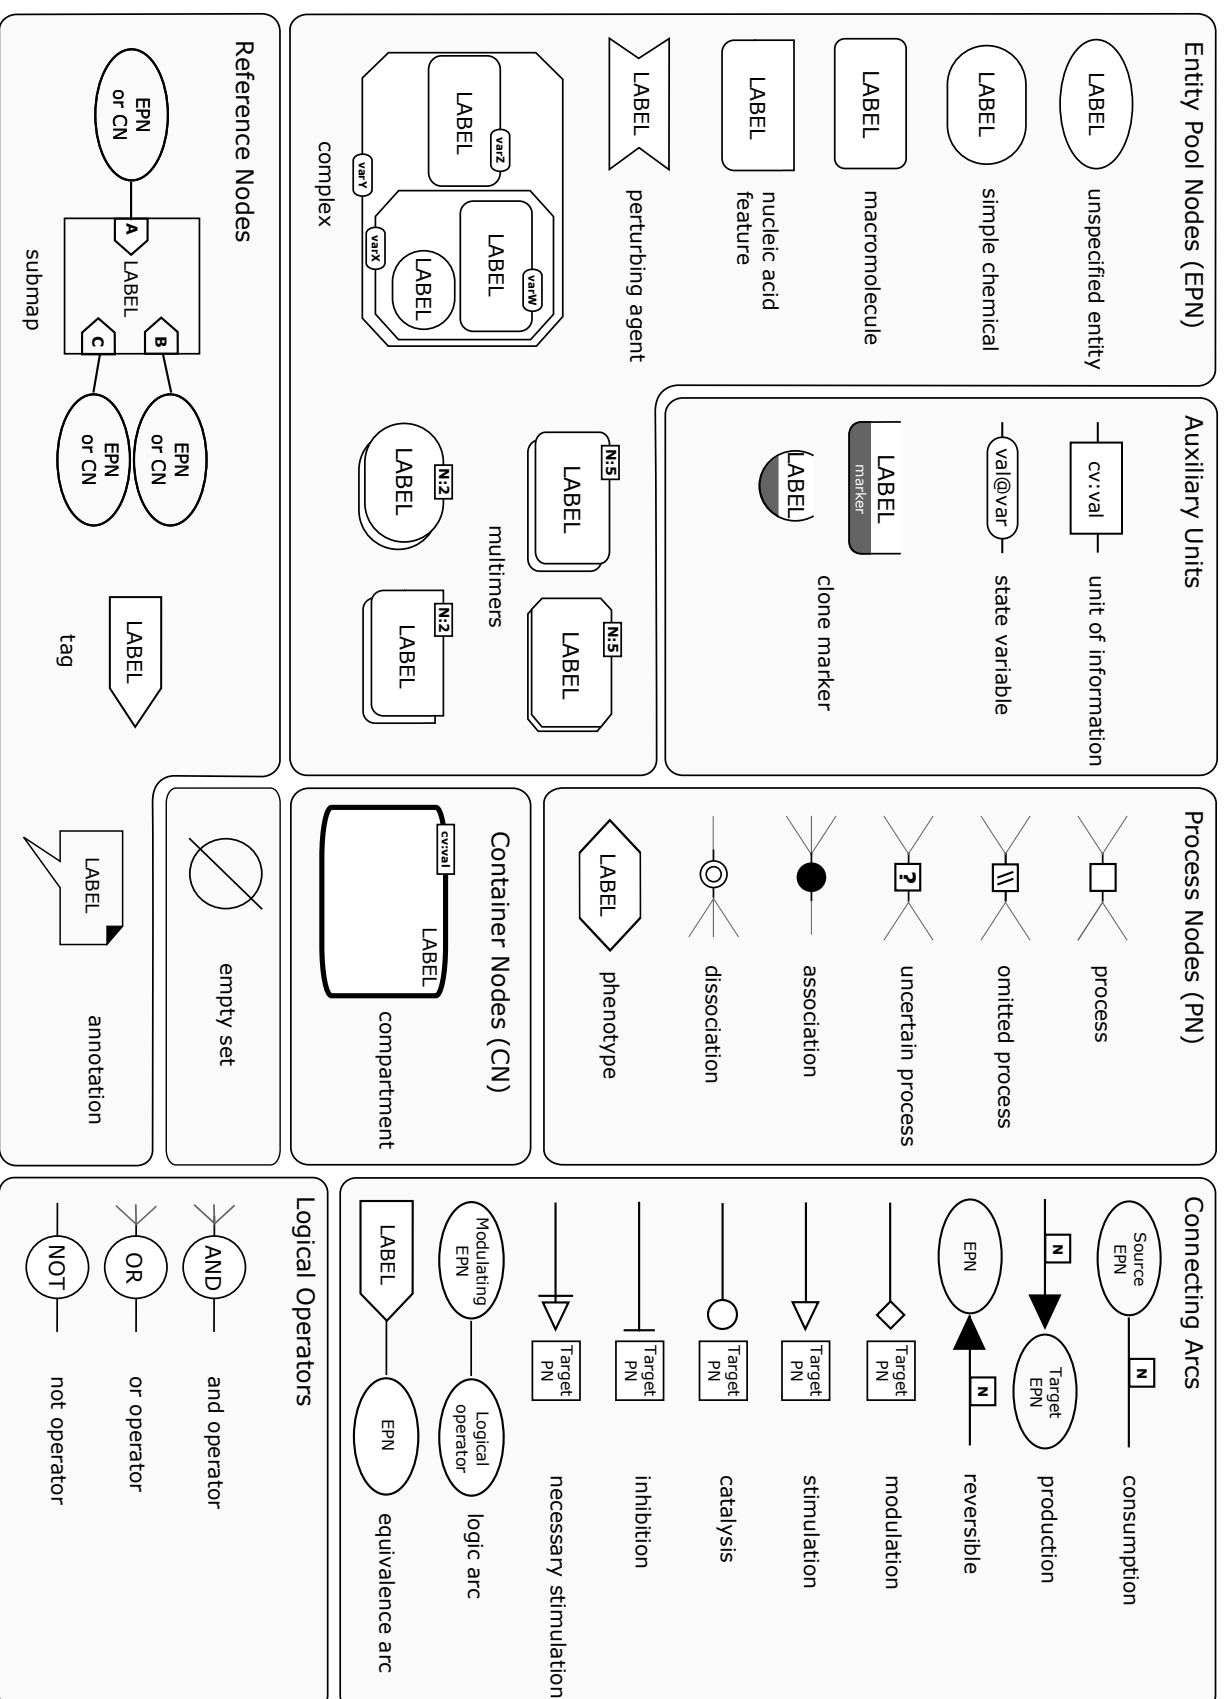 Entity Pool Nodes (EPN)
LABEL
unspecified entity
LABEL
simple chemical
LABEL
macromolecule
LABEL
nucleic acid
feature
LABEL
perturbing agent
LABEL
varZ
LABEL
varW
LABEL
varX
varY
complex
N:5
LABEL
N:5
LABEL
multimers
N:2
LABEL
N:2
LABEL
Auxiliary Units
cv:val
unit of information
val@var
state variable
LABEL
marker
LABEL
clone marker
Process Nodes (PN)
process
\\
omitted process
?
uncertain process
association
dissociation
LABEL
phenotype
Container Nodes (CN)
cv:val
LABEL
compartment
empty set
Reference Nodes
EPN
or CN
A
LABEL
B
C
EPN
or CN
EPN
or CN
submap
LABEL
tag
LABEL
annotation
Connecting Arcs
Source
EPN
N
consumption
N
Target
EPN
production
EPN
N
reversible
Target
PN
modulation
Target
PN
stimulation
Target
PN
catalysis
Target
PN
inhibition
Target
PN
necessary stimulation
Modulating
EPN
Logical
operator
logic arc
LABEL
EPN
equivalence arc
Logical Operators
AND
and operator
OR
or operator
NOT
not operator